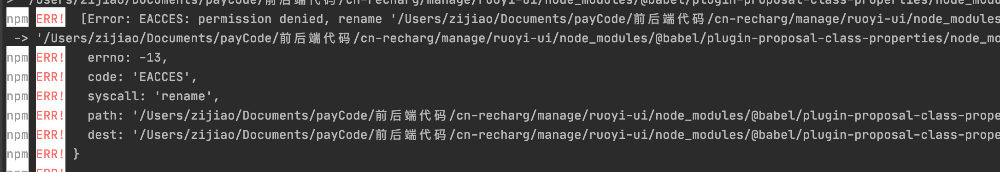 > '/Users/zijiao/Documents/payCode/前后端代码/cn-recharg/manage/ruoyi-ui/node_modules/@babel/plugin-proposal-class-properties/node_modu
npm ERR!  [Error: EACCES: permission denied, rename '/Users/zijiao/Documents/payCode/前后端代码/cn-recharg/manage/ruoyi-ui/node_modules
 -> '/Users/zijiao/Documents/payCode/前后端代码/cn-recharg/manage/ruoyi-ui/node_modules/@babel/plugin-proposal-class-properties/node_mo
npm ERR!   errno: -13,
npm ERR!   code: 'EACCES',
npm ERR!   syscall: 'rename',
npm ERR!   path: '/Users/zijiao/Documents/payCode/前后端代码/cn-recharg/manage/ruoyi-ui/node_modules/@babel/plugin-proposal-class-prope
npm ERR!   dest: '/Users/zijiao/Documents/payCode/前后端代码/cn-recharg/manage/ruoyi-ui/node_modules/@babel/plugin-proposal-class-prope
npm ERR! }
npm ERR!